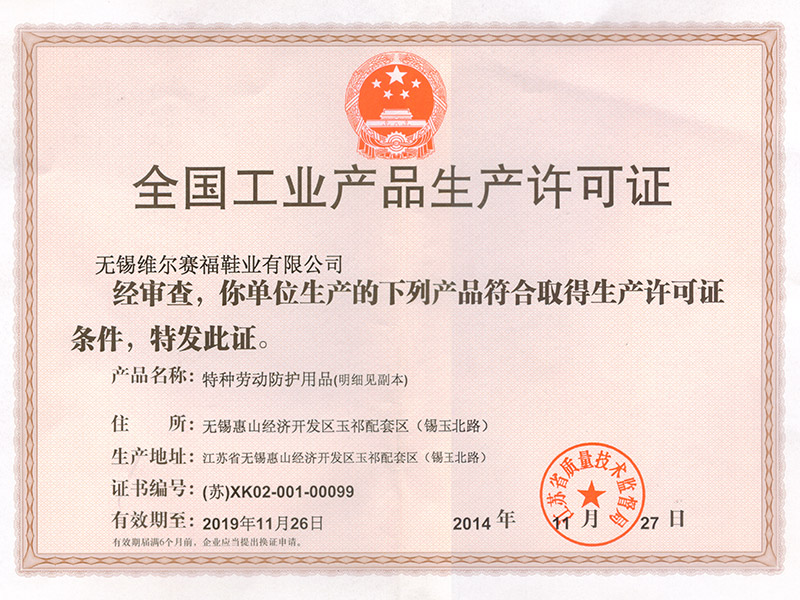 全国工业产品生产许可证
无锡维尔赛福鞋业有限公司
经审查，你单位生产的下列产品符合取得生产许可证
条件，特发此证。
产品名称：特种劳动防护用品(明细见副本)
住 所：无锡惠山经济开发区玉祁配套区（锡玉北路）
生产地址：江苏省无锡惠山经济开发区玉祁配套区（锡玉北路）
证书编号：(苏)XK02-001-00099
有效期至：2019年11月26日
2014 年 11 月 27 日
有效期届满6个月前，企业应当提出换证申请。
江苏省质量技术监督局